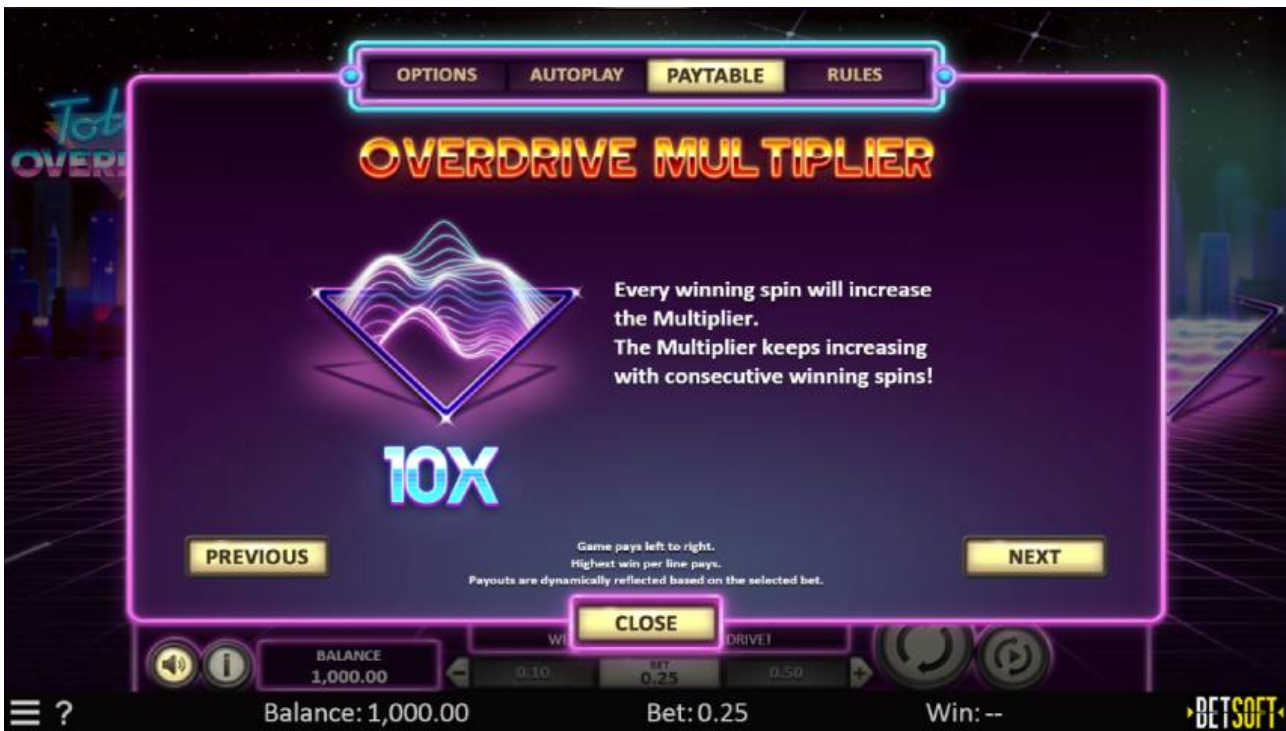 OPTIONS AUTOPLAY PAYTABLE RULES
OVERDRIVE MULTIPLIER
Every winning spin will increase
the Multiplier.
The Multiplier keeps increasing
with consecutive winning spins!
10X
PREVIOUS
Game pays left to right.
Highest win per line pays.
Payouts are dynamically reflected based on the selected bet.
NEXT
CLOSE
BALANCE
1,000.00
0.10
BET
0.25
0.50
Balance: 1,000.00 Bet: 0.25 Win: --
BETSOFT